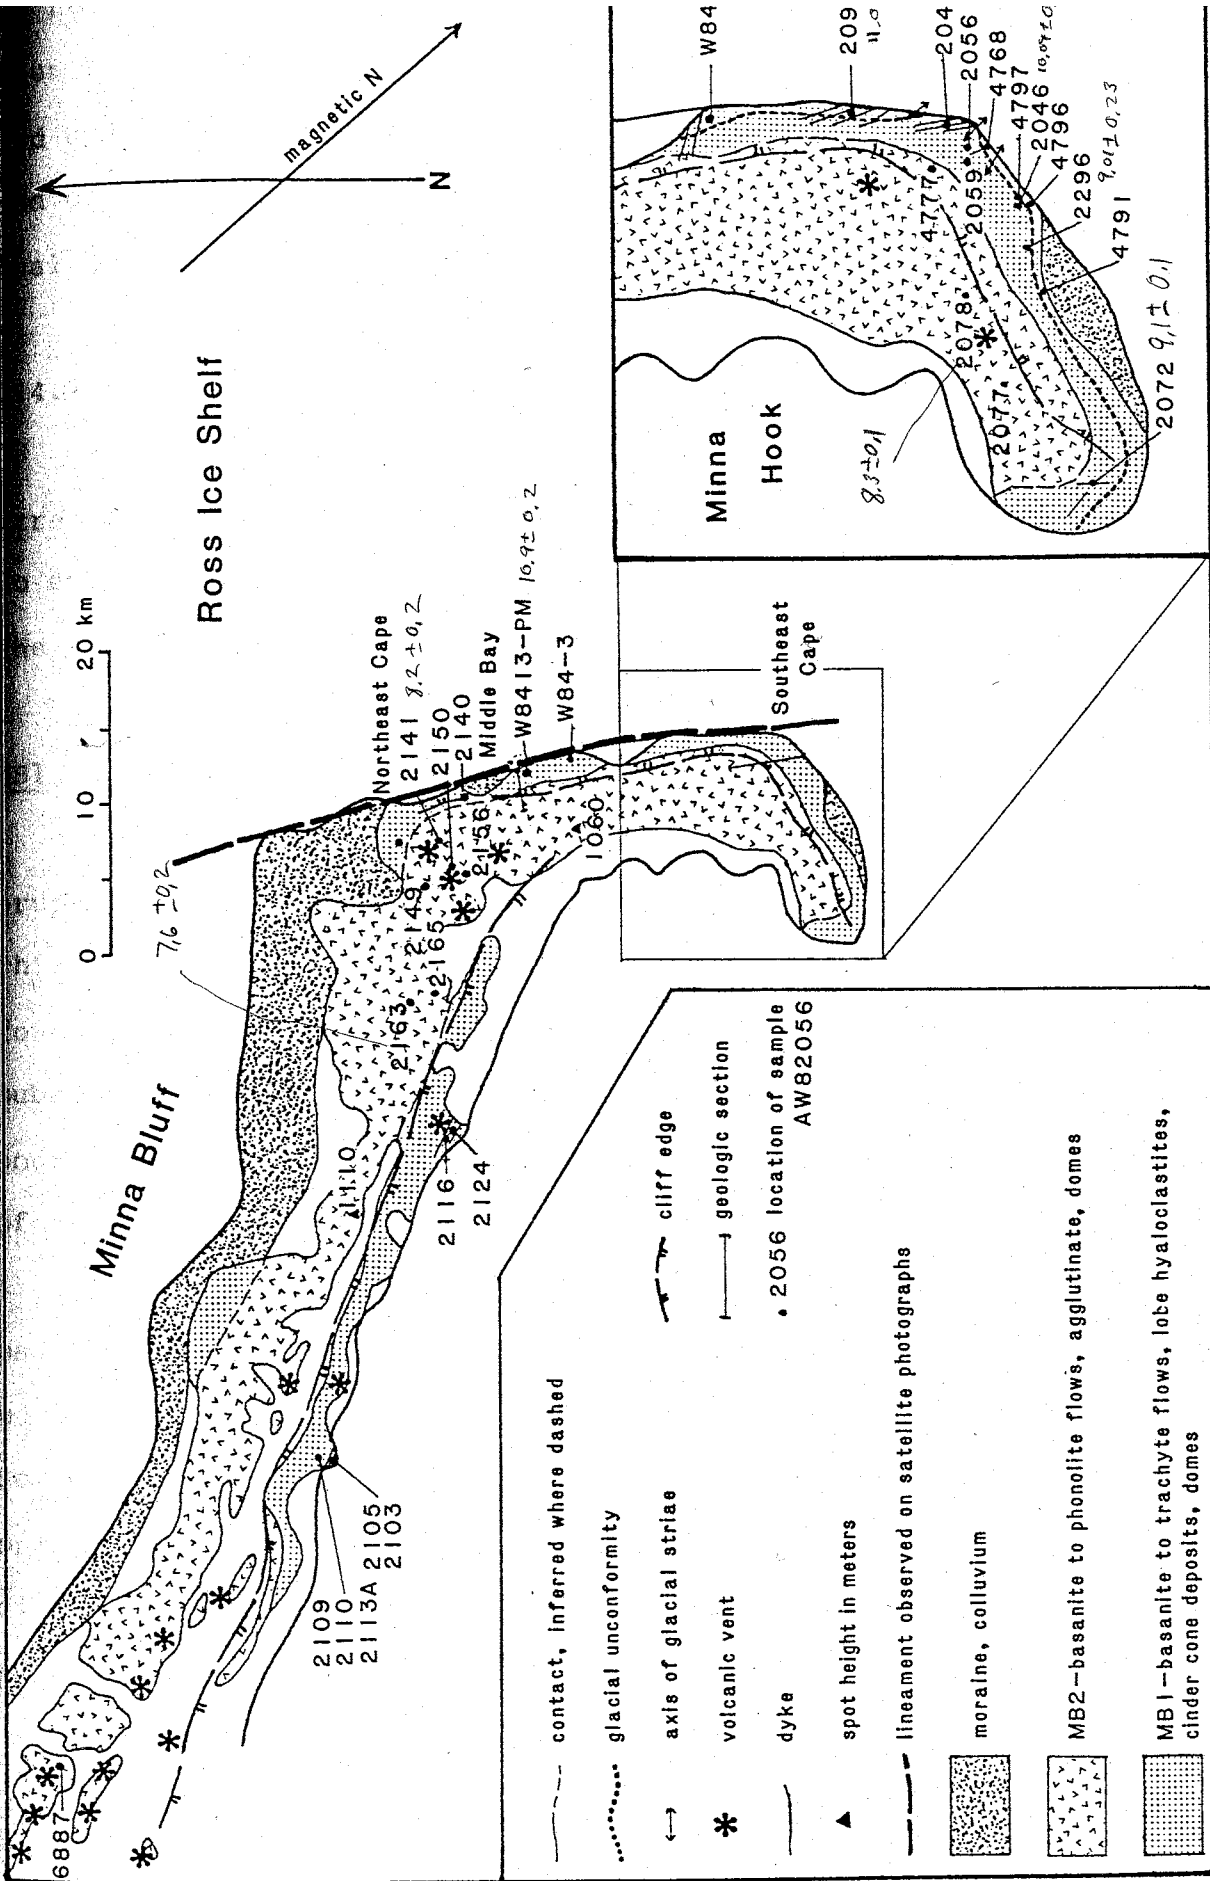 magnetic N
N
Ross Ice Shelf
Minna Bluff
0 10 20 km
7.6 ± 0.2
Northeast Cape
2141 8.2 ± 0.2
2150
2140
Middle Bay
W8413-PM 10.9 ± 0.2
W84-3
2149
2156
2165
2163
1060
1110
2116
2124
2109
2110
2113A 2105
2103
6887
Southeast
Cape
Minna
Hook
W84
209
11.0
204
2056
4768
4797
2046 10.09±0
4796
2296
9.01 ± 0.23
4791
2072 9.1 ± 0.1
4777
2059
2078
2077
8.3 ± 0.1
contact, inferred where dashed
glacial unconformity
axis of glacial striae
volcanic vent
dyke
spot height in meters
lineament observed on satellite photographs
cliff edge
geologic section
2056 location of sample
AW82056
moraine, colluvium
MB2-basanite to phonolite flows, agglutinate, domes
MB1-basanite to trachyte flows, lobe hyaloclastites,
cinder cone deposits, domes